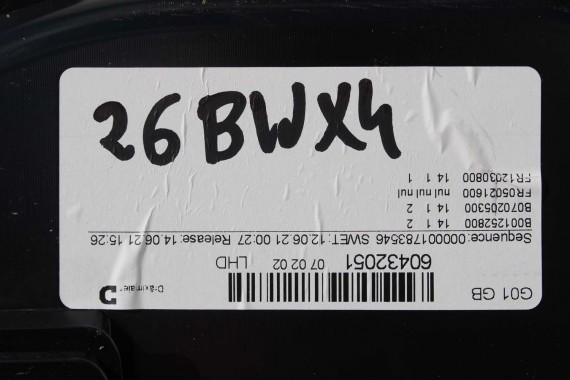 26 BWX4
G01 GB
Dräxlmaier
60432051 07 02 02 LHD
Sequence: 000001783546 SWET: 12.06.21 00:27 Release: 14.06.21 15:26
B001252800 14 1 2
B070205300 14 1 2
FR05021600 nul nul nul
FR12030800 14 1 1